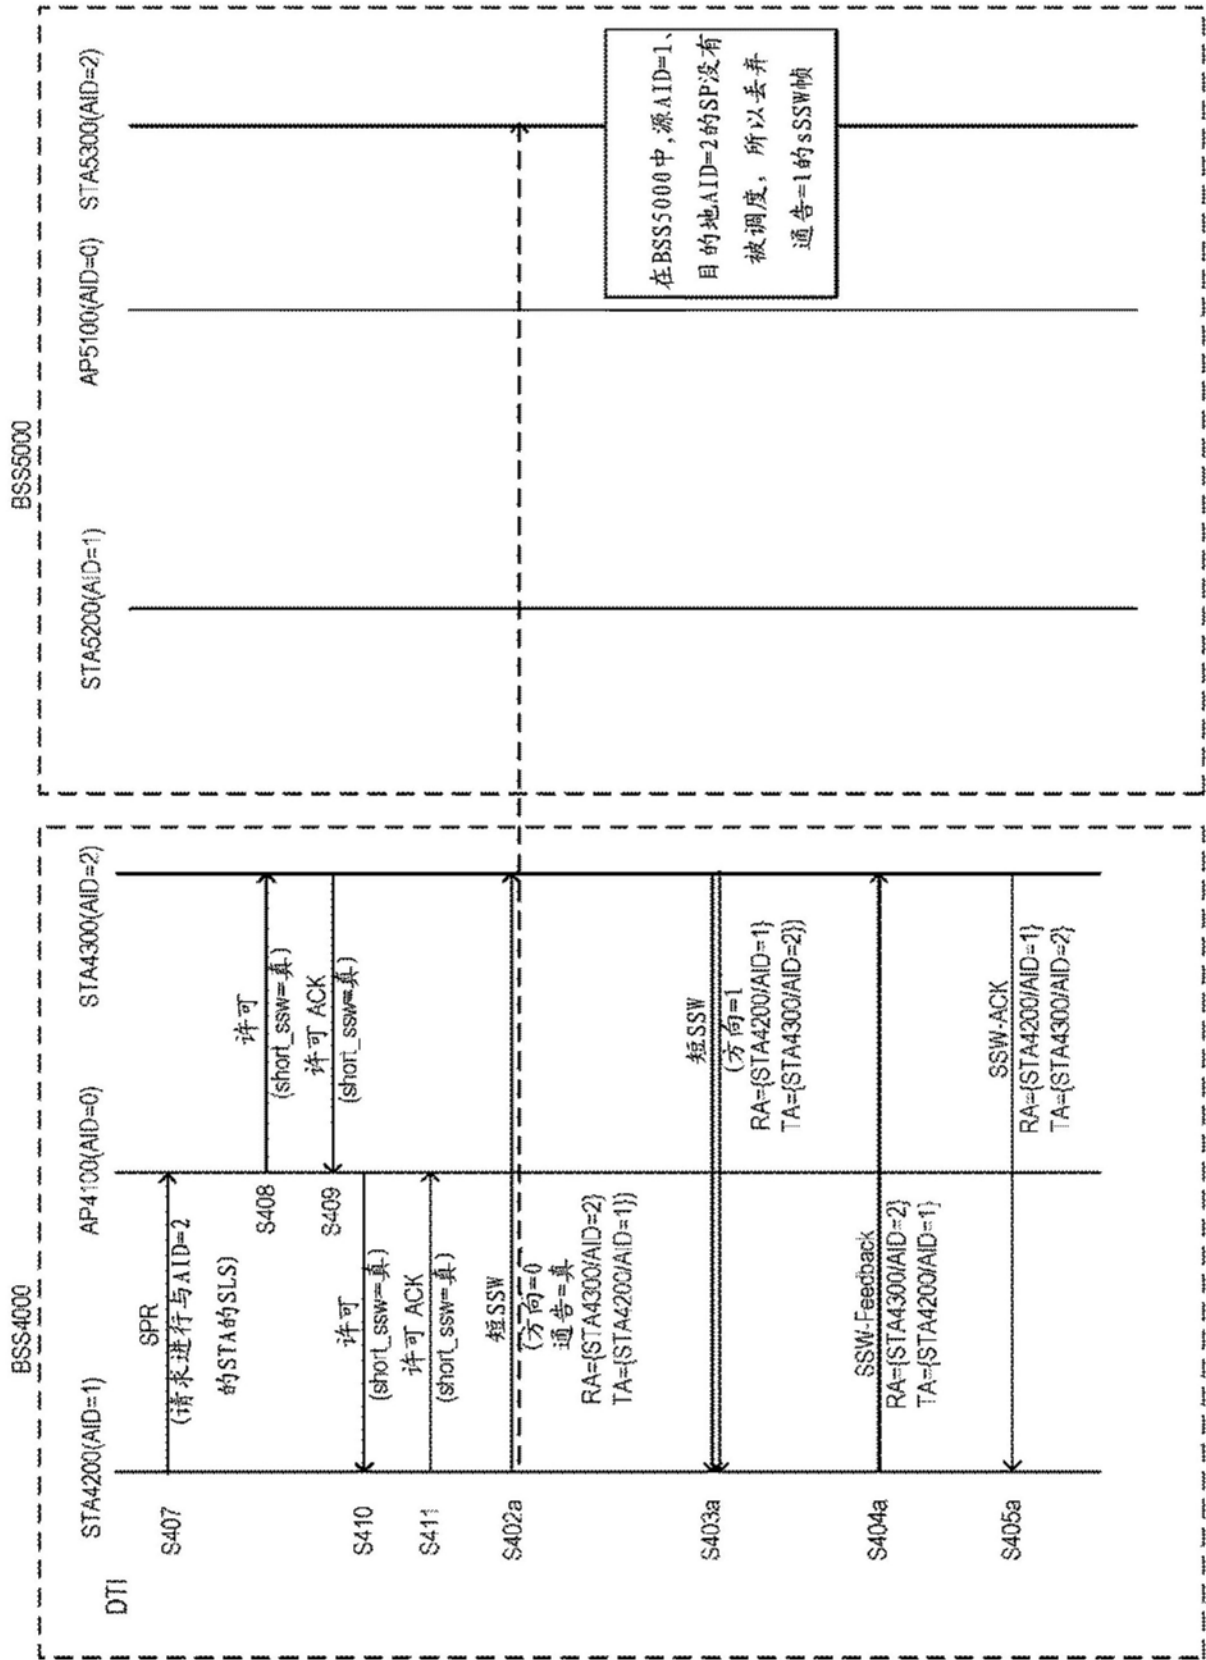 BSS4000
BSS5000
STA4200(AID=1)
AP4100(AID=0)
STA4300(AID=2)
STA5200(AID=1)
AP5100(AID=0)
STA5300(AID=2)
DTI
S407
SPR
(请求进行与AID=2
的STA的SLS)
S408
许可
(short_ssw=真)
S409
许可 ACK
(short_ssw=真)
S410
许可
(short_ssw=真)
S411
许可 ACK
(short_ssw=真)
S402a
短SSW
(方向=0
通告=真
RA={STA4300/AID=2}
TA={STA4200/AID=1})
在BSS5000中,源AID=1、
目的地AID=2的SP没有
被调度，所以丢弃
通告=1的sSSW帧
S403a
短SSW
(方向=1
RA={STA4200/AID=1}
TA={STA4300/AID=2})
S404a
SSW-Feedback
RA={STA4300/AID=2}
TA={STA4200/AID=1}
S405a
SSW-ACK
RA={STA4200/AID=1}
TA={STA4300/AID=2}